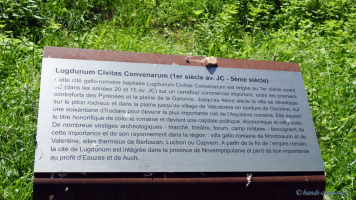 Lugdunum Civitas Convenarum (1er siècle av. JC - 5ème siècle)
Cette cité gallo-romaine baptisée Lugdunum Convenarum est érigée au 1er siècle avant
JC (dans les années 20 et 15 av. JC) sur un carrefour commercial important, entre les premiers
contreforts des Pyrénées et la plaine de la Garonne. Jusqu'au 4ème siècle la ville se développe
sur le piton rocheux et dans la plaine jusqu'au village de Valcabrère en bordure de Garonne, sur
une soixantaine d'hectare pour devenir la plus importante cité de l'Aquitaine romaine. Elle acquiert
le titre honorifique de colonie romaine et devient une capitale politique, économique et religieuse.
De nombreux vestiges archéologiques - marché, théâtre, forum, camp militaire - témoignent de
cette importance et de son rayonnement dans la région : villa gallo-romaine de Montmaurin et de
Valentine, sites thermaux de Barbazan, Luchon ou Capvern. A partir de la fin de l'empire romain,
la cité de Lugdunum est intégrée dans la province de Novempopulanie et perd de son importance
au profit d'Eauzes et de Auch.